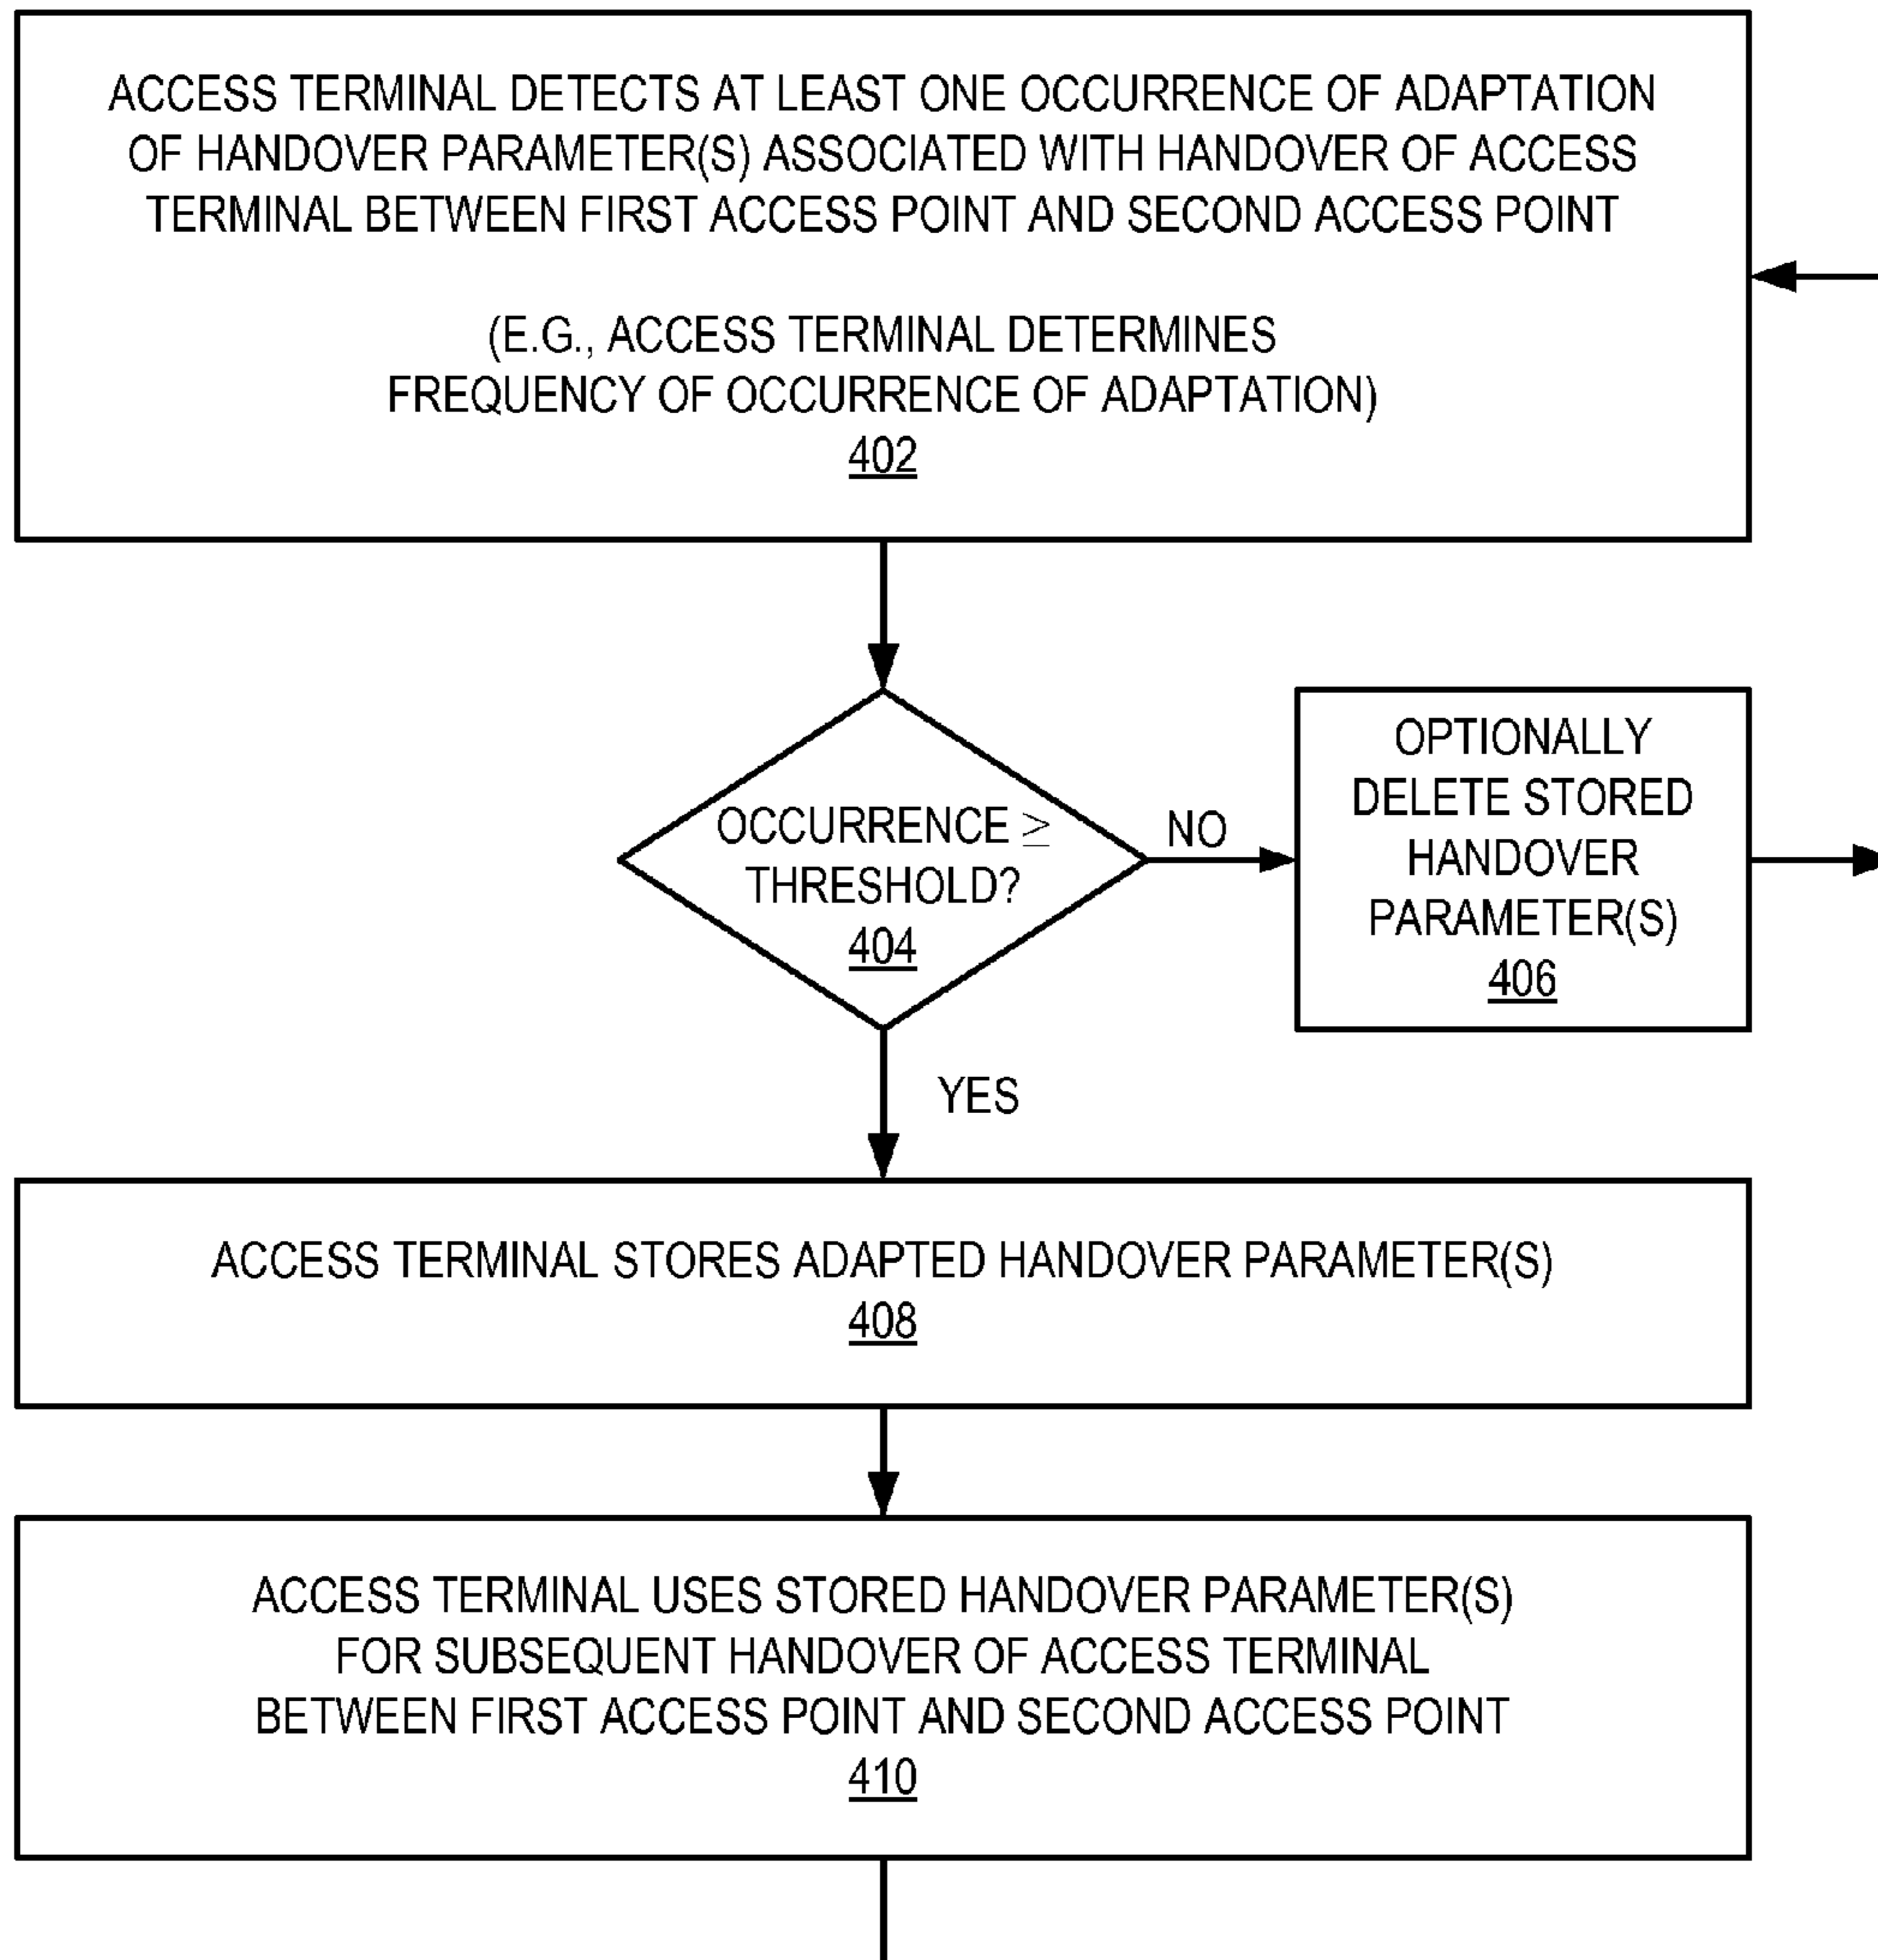 ACCESS TERMINAL DETECTS AT LEAST ONE OCCURRENCE OF ADAPTATION
OF HANDOVER PARAMETER(S) ASSOCIATED WITH HANDOVER OF ACCESS
TERMINAL BETWEEN FIRST ACCESS POINT AND SECOND ACCESS POINT
(E.G., ACCESS TERMINAL DETERMINES
FREQUENCY OF OCCURRENCE OF ADAPTATION)
402
OCCURRENCE ≥
THRESHOLD?
404
NO
OPTIONALLY
DELETE STORED
HANDOVER
PARAMETER(S)
406
YES
ACCESS TERMINAL STORES ADAPTED HANDOVER PARAMETER(S)
408
ACCESS TERMINAL USES STORED HANDOVER PARAMETER(S)
FOR SUBSEQUENT HANDOVER OF ACCESS TERMINAL
BETWEEN FIRST ACCESS POINT AND SECOND ACCESS POINT
410